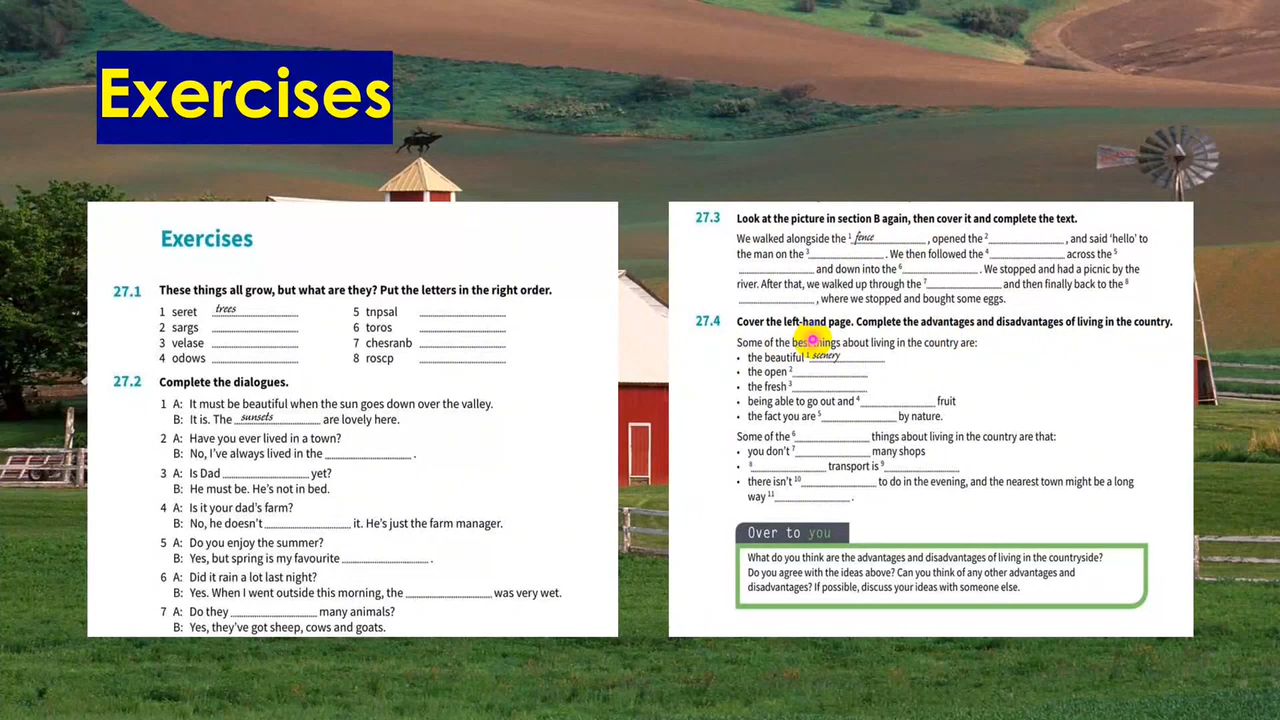 Exercises
Exercises
27.1 These things all grow, but what are they? Put the letters in the right order.
1 seret trees
2 sargs
3 velase
4 odows
5 tnpsal
6 toros
7 chesranb
8 roscp
27.2 Complete the dialogues.
1 A: It must be beautiful when the sun goes down over the valley.
B: It is. The sunsets are lovely here.
2 A: Have you ever lived in a town?
B: No, I've always lived in the .
3 A: Is Dad yet?
B: He must be. He's not in bed.
4 A: Is it your dad's farm?
B: No, he doesn't it. He's just the farm manager.
5 A: Do you enjoy the summer?
B: Yes, but spring is my favourite .
6 A: Did it rain a lot last night?
B: Yes. When I went outside this morning, the was very wet.
7 A: Do they many animals?
B: Yes, they've got sheep, cows and goats.
27.3 Look at the picture in section B again, then cover it and complete the text.
We walked alongside the 1 fence , opened the 2 , and said 'hello' to
the man on the 3 . We then followed the 4 across the 5
and down into the 6 . We stopped and had a picnic by the
river. After that, we walked up through the 7 and then finally back to the 8
, where we stopped and bought some eggs.
27.4 Cover the left-hand page. Complete the advantages and disadvantages of living in the country.
Some of the best things about living in the country are:
• the beautiful 1 scenery
• the open 2
• the fresh 3
• being able to go out and 4 fruit
• the fact you are 5 by nature.
Some of the 6 things about living in the country are that:
• you don't 7 many shops
• 8 transport is 9
• there isn't 10 to do in the evening, and the nearest town might be a long
way 11 .
Over to you
What do you think are the advantages and disadvantages of living in the countryside?
Do you agree with the ideas above? Can you think of any other advantages and
disadvantages? If possible, discuss your ideas with someone else.